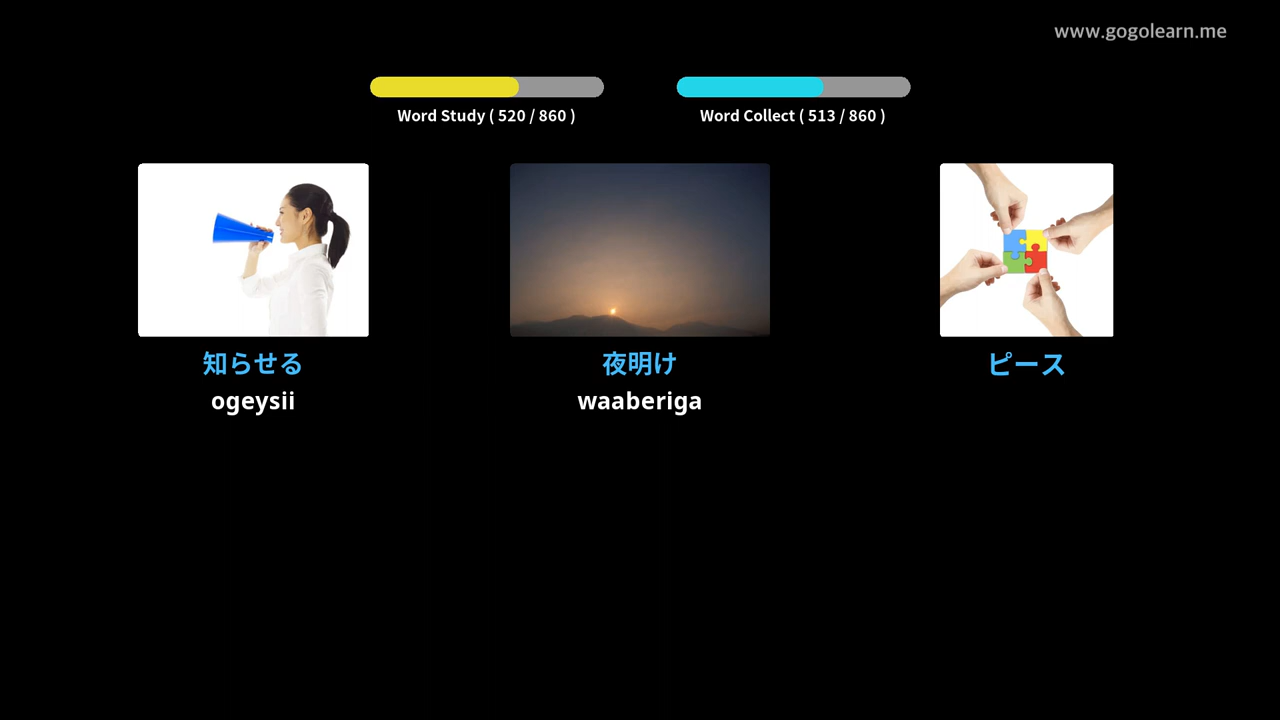 www.gogolearn.me
Word Study ( 520 / 860 )
Word Collect ( 513 / 860 )
知らせる
ogeysii
夜明け
waaberiga
ピース